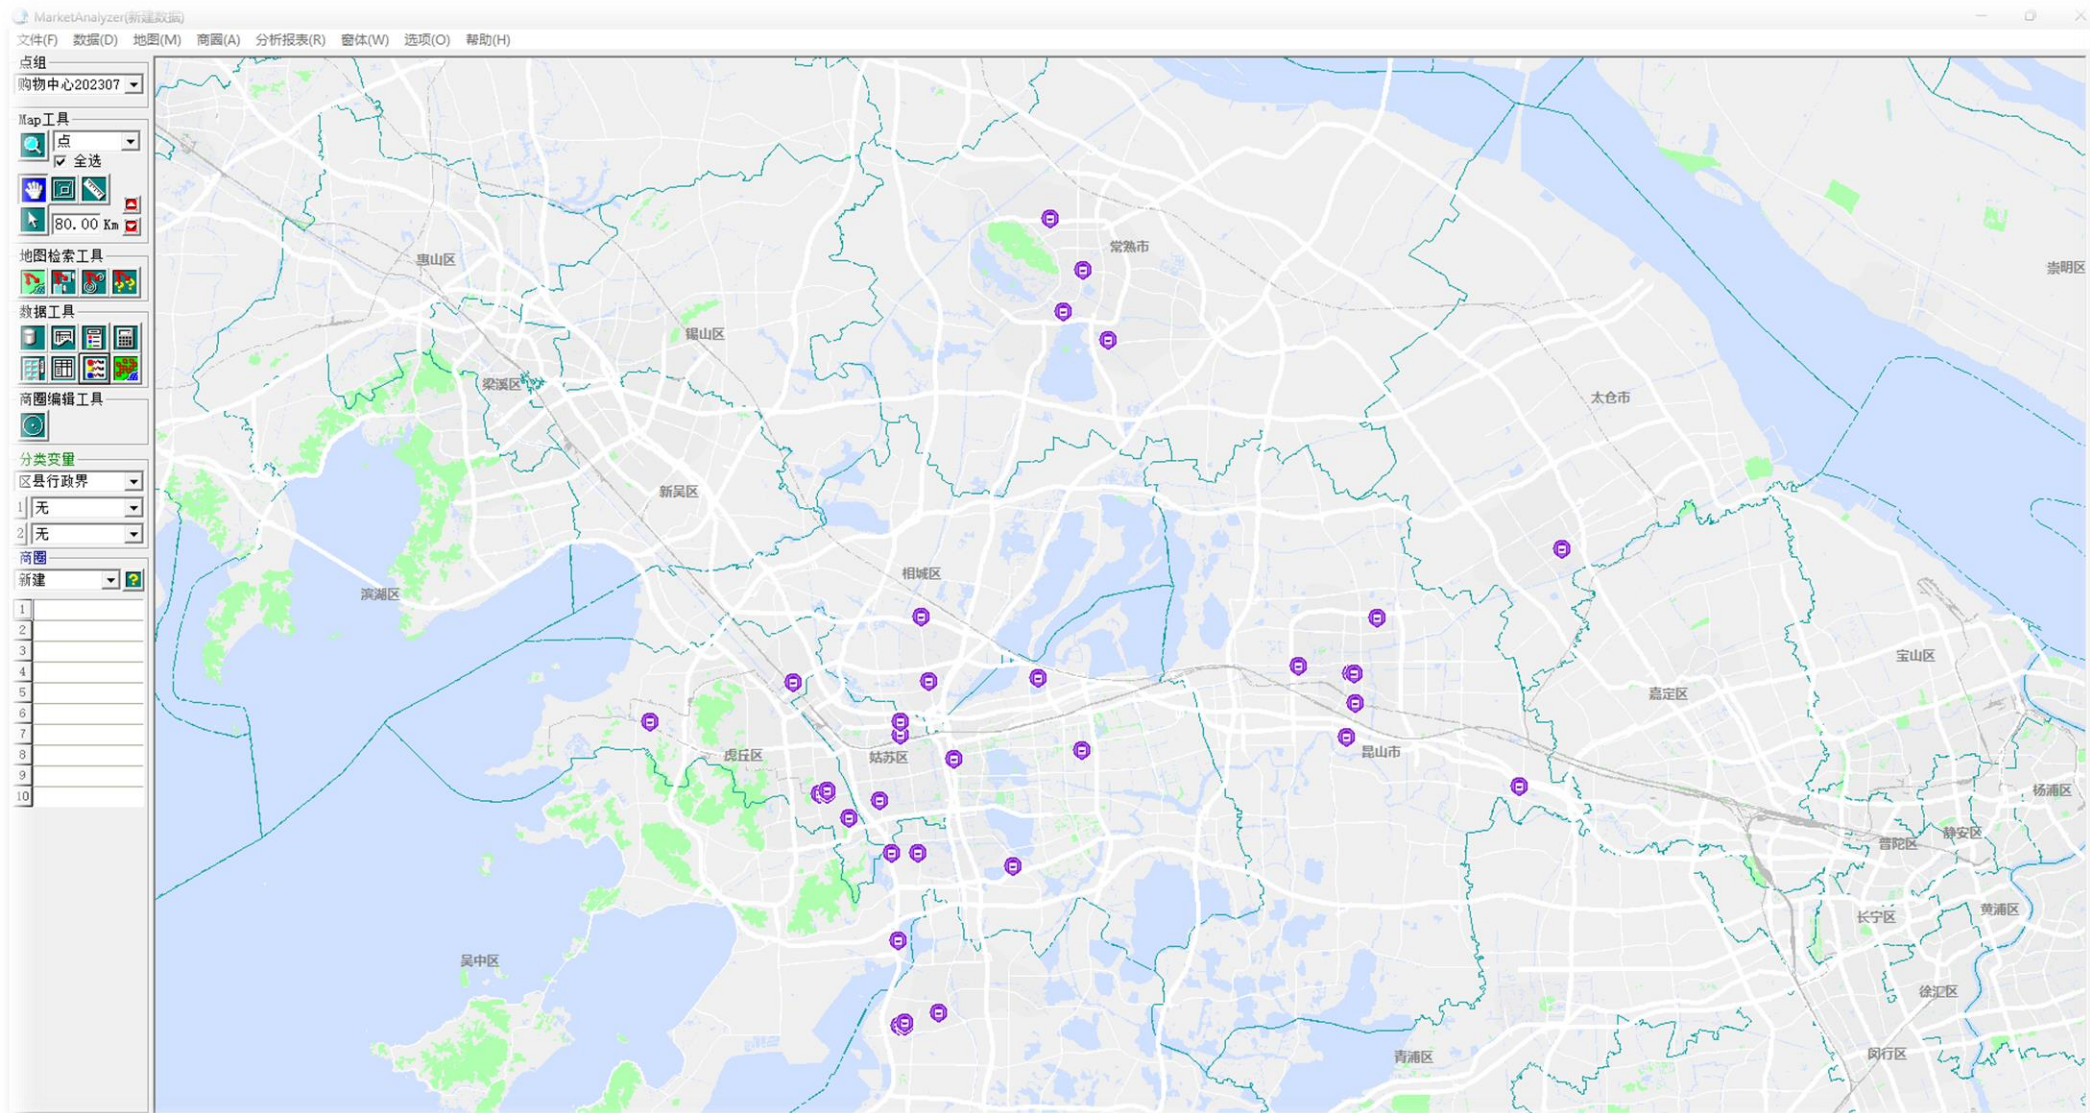 MarketAnalyzer(新建数据)
文件(F) 数据(D) 地图(M) 商圈(A) 分析报表(R) 窗体(W) 选项(O) 帮助(H)
点组
购物中心202307
Map工具
点
全选
80.00 Km
地图检索工具
数据工具
商圈编辑工具
分类变量
区县行政界
1 无
2 无
商圈
新建
1
2
3
4
5
6
7
8
9
10
常熟市
惠山区
崇明区
锡山区
梁溪区
太仓市
新吴区
相城区
滨湖区
宝山区
嘉定区
虎丘区
姑苏区
昆山市
杨浦区
静安区
普陀区
长宁区
黄浦区
吴中区
徐汇区
青浦区
闵行区